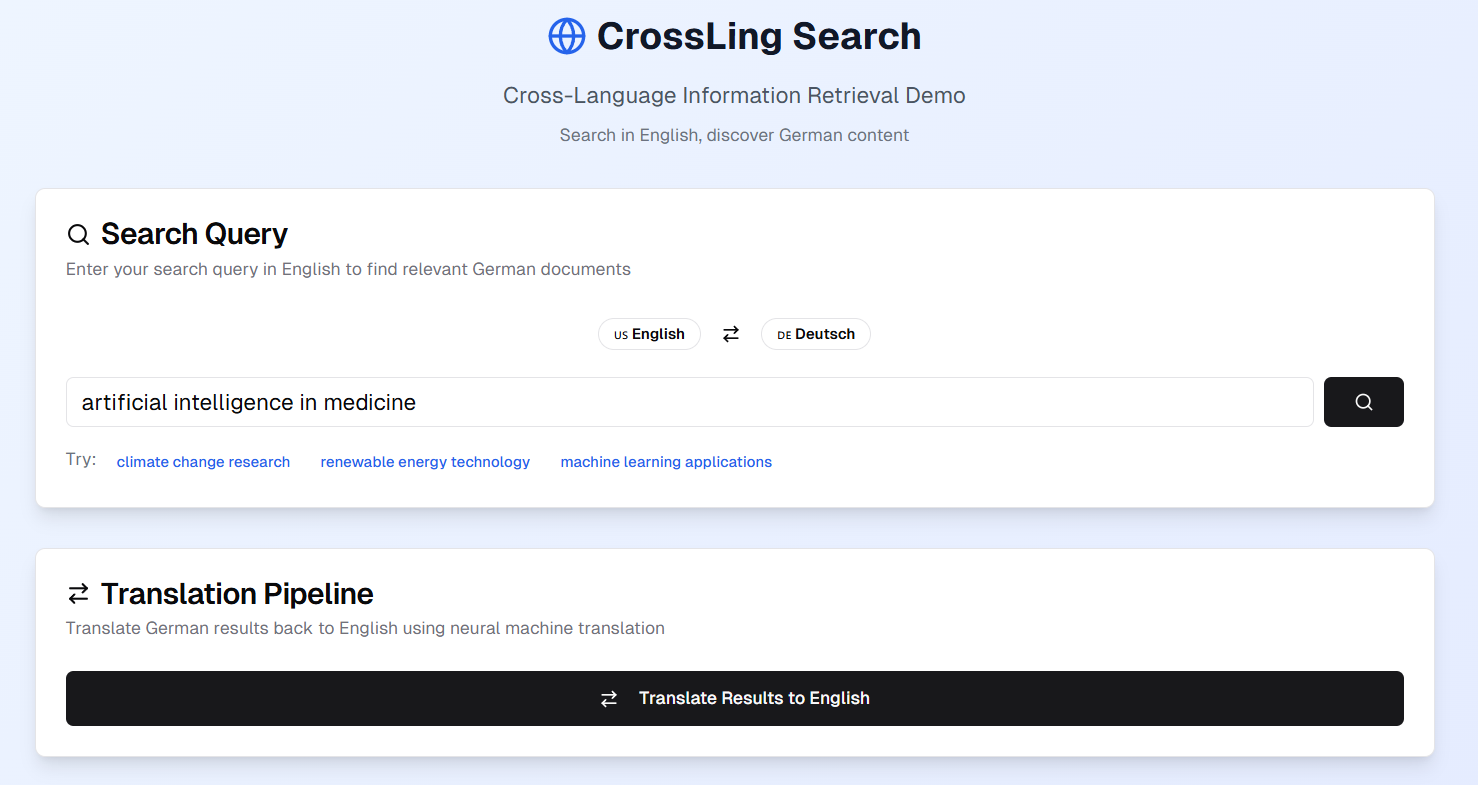 CrossLing Search
Cross-Language Information Retrieval Demo
Search in English, discover German content
Search Query
Enter your search query in English to find relevant German documents
US English
DE Deutsch
artificial intelligence in medicine
Try: climate change research renewable energy technology machine learning applications
Translation Pipeline
Translate German results back to English using neural machine translation
Translate Results to English